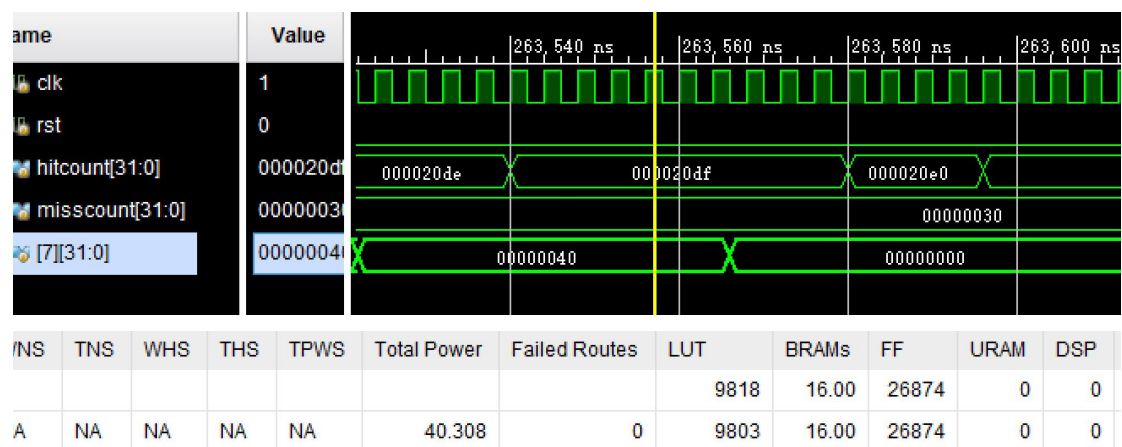 ame Value
263,540 ns 263,560 ns 263,580 ns 263,600 ns
clk 1
rst 0
hitcount[31:0] 000020df 000020de 000020df 000020e0
misscount[31:0] 00000030 00000030
[7][31:0] 00000040 00000040 00000000
WNS TNS WHS THS TPWS Total Power Failed Routes LUT BRAMs FF URAM DSP
9818 16.00 26874 0 0
A NA NA NA NA 40.308 0 9803 16.00 26874 0 0